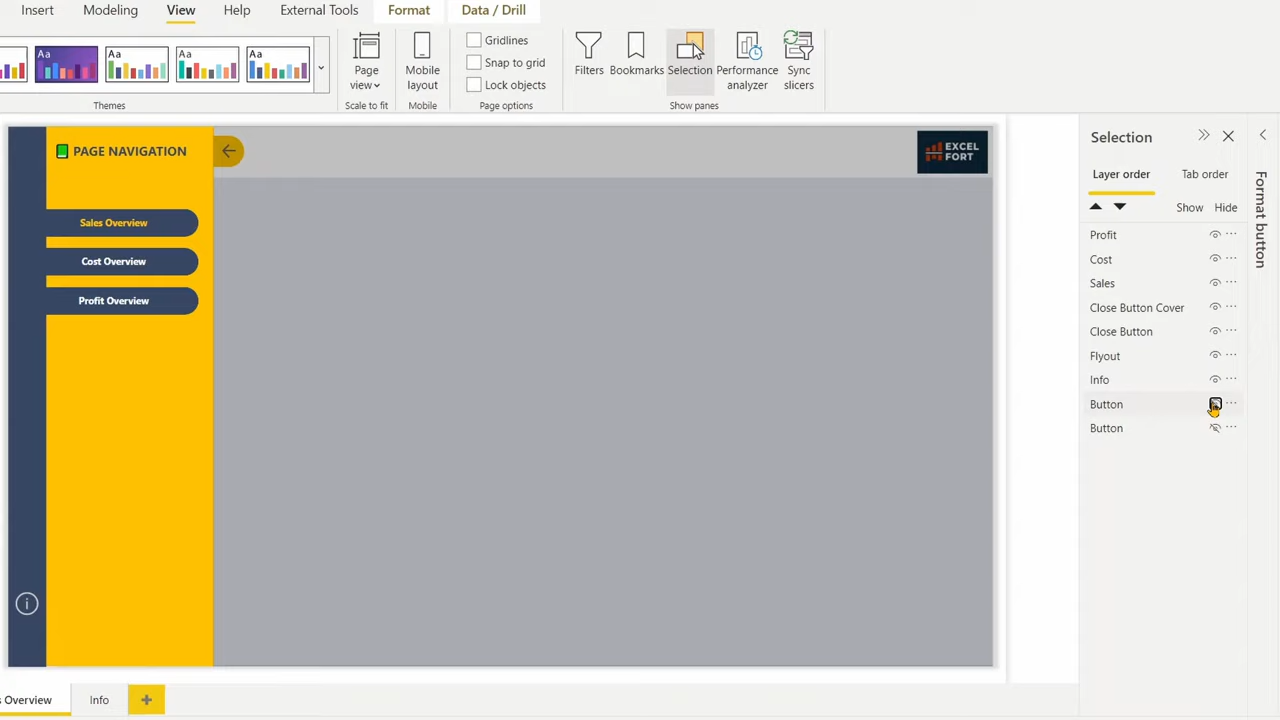 Insert
Modeling
View
Help
External Tools
Format
Data / Drill
Aa
Aa
Aa
Aa
Themes
Page view
Scale to fit
Mobile layout
Mobile
Gridlines
Snap to grid
Lock objects
Page options
Filters
Bookmarks
Selection
Performance analyzer
Sync slicers
Show panes
PAGE NAVIGATION
EXCEL
FORT
Sales Overview
Cost Overview
Profit Overview
i
Selection
Layer order
Tab order
Show
Hide
Profit
Cost
Sales
Close Button Cover
Close Button
Flyout
Info
Button
Button
Format button
s Overview
Info